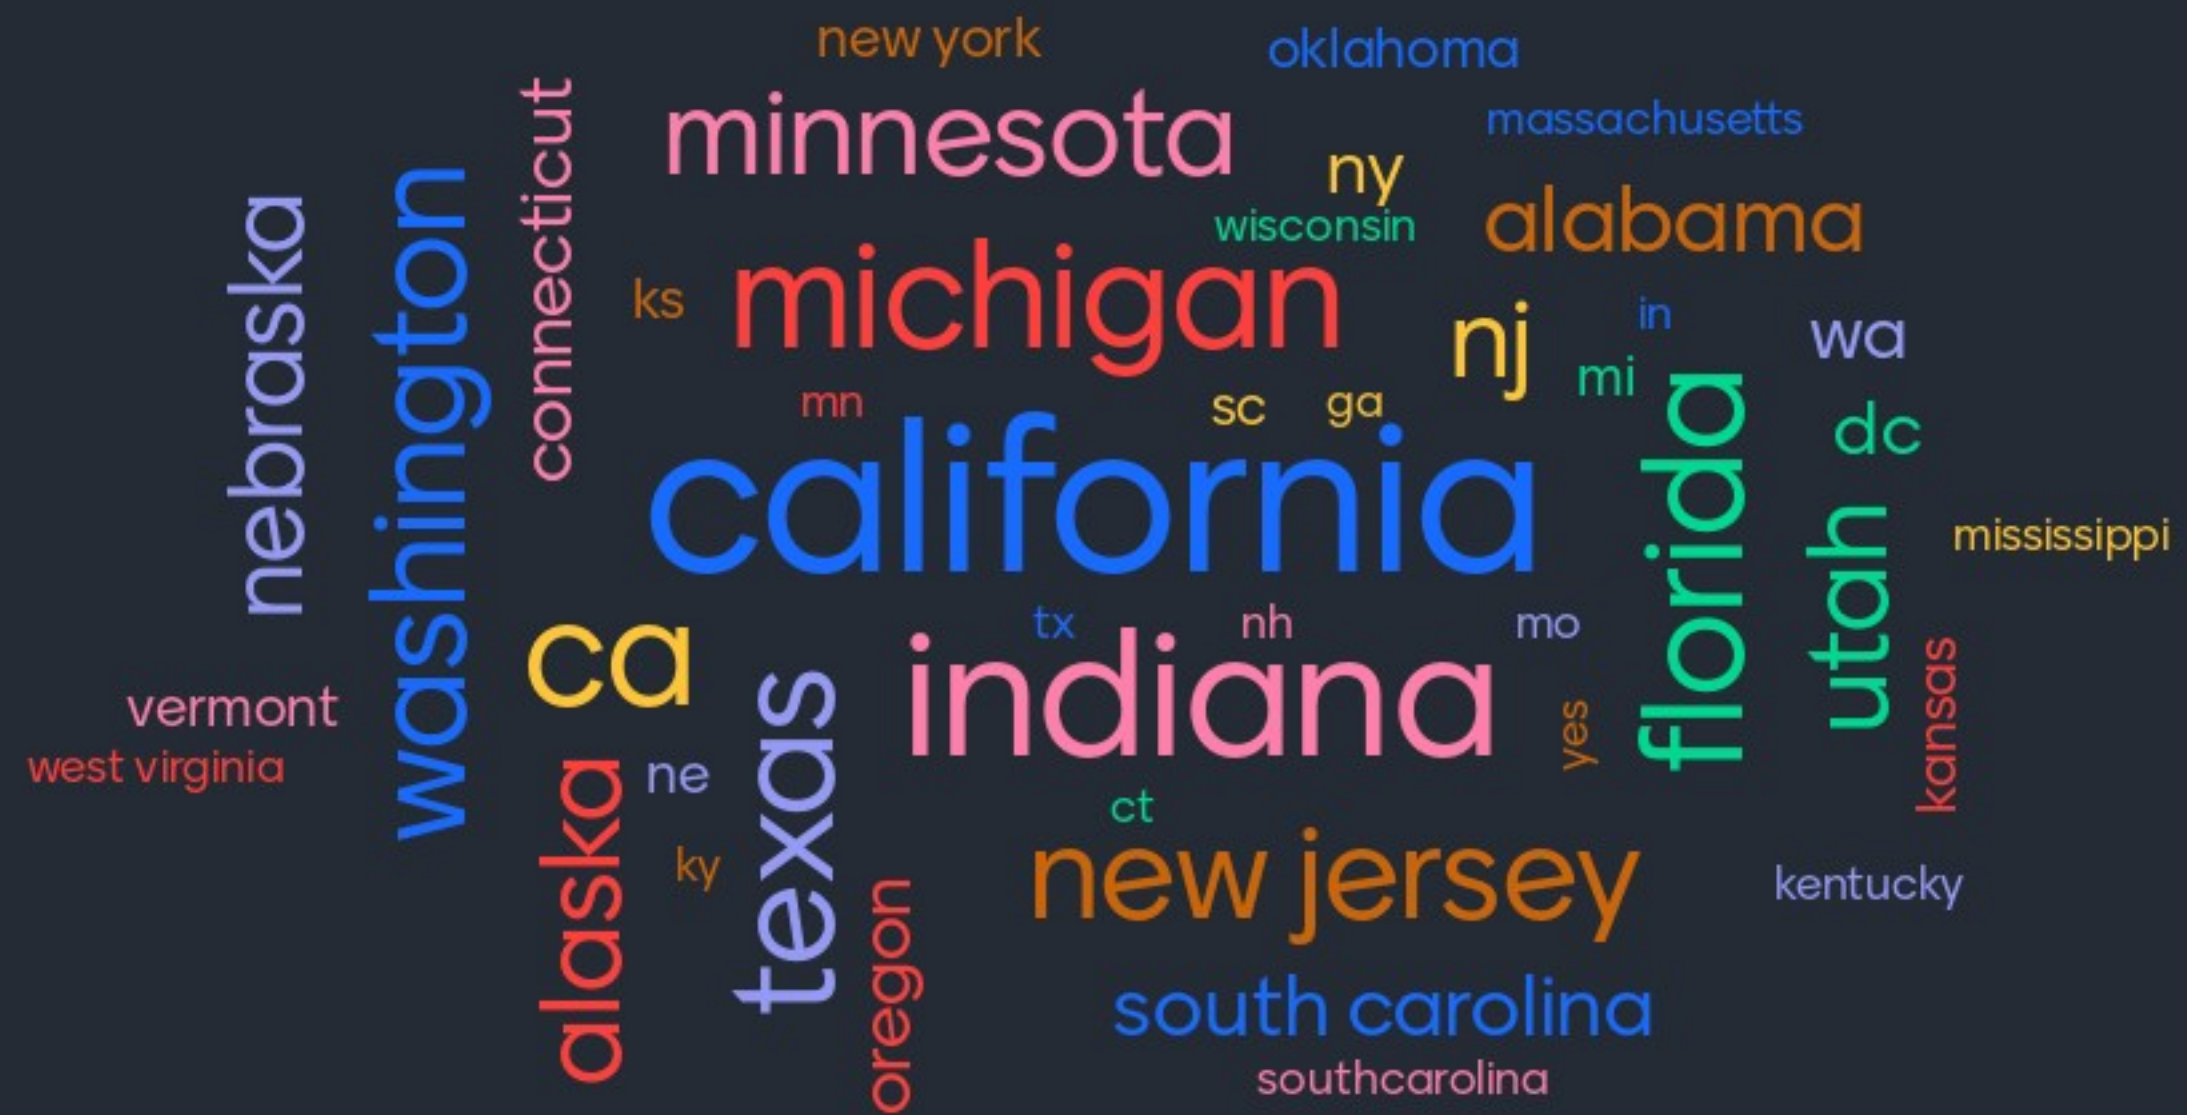 new york
oklahoma
connecticut
minnesota
massachusetts
ny
nebraska
washington
wisconsin
alabama
ks
michigan
nj
in
wa
mi
mn
sc
ga
florida
dc
california
utah
mississippi
ca
tx
nh
mo
indiana
vermont
texas
yes
kansas
west virginia
alaska
ne
ct
ky
new jersey
kentucky
oregon
south carolina
southcarolina